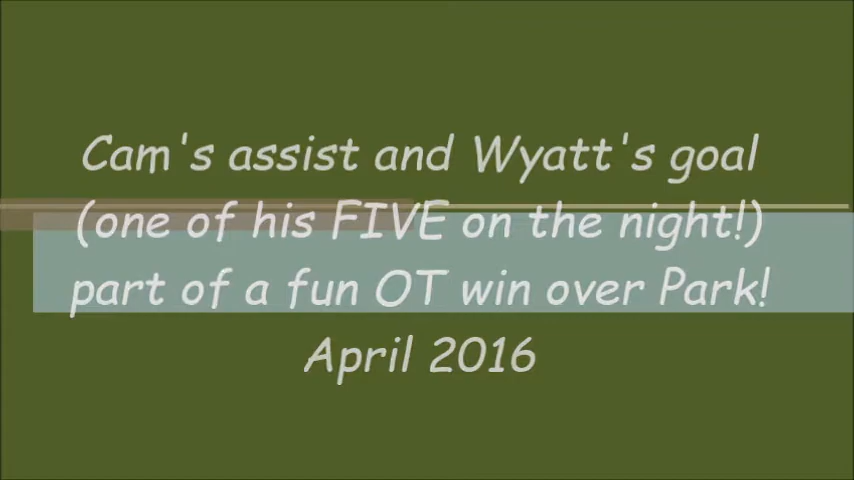 Cam's assist and Wyatt's goal
(one of his FIVE on the night!)
part of a fun OT win over Park!
April 2016